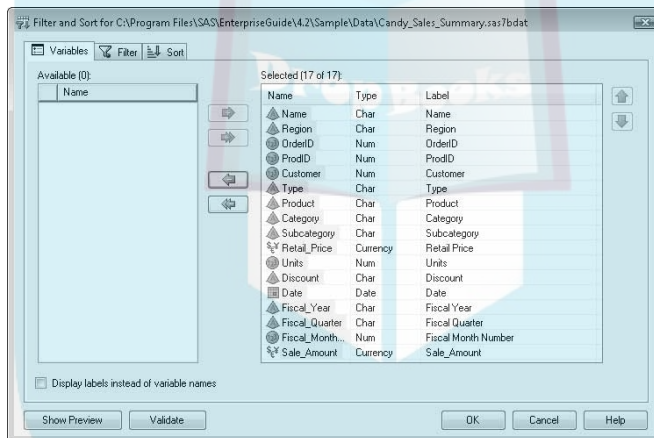 Filter and Sort for C:\Program Files\SAS\EnterpriseGuide\4.2\Sample\Data\Candy_Sales_Summary.sas7bdat
Variables Filter Sort
Available (0):
Name
Selected (17 of 17):
Name Type Label
Name Char Name
Region Char Region
OrderID Num OrderID
ProdID Num ProdID
Customer Num Customer
Type Char Type
Product Char Product
Category Char Category
Subcategory Char Subcategory
Retail_Price Currency Retail Price
Units Num Units
Discount Char Discount
Date Date Date
Fiscal_Year Char Fiscal Year
Fiscal_Quarter Char Fiscal Quarter
Fiscal_Month... Num Fiscal Month Number
Sale_Amount Currency Sale_Amount
Display labels instead of variable names
Show Preview Validate OK Cancel Help